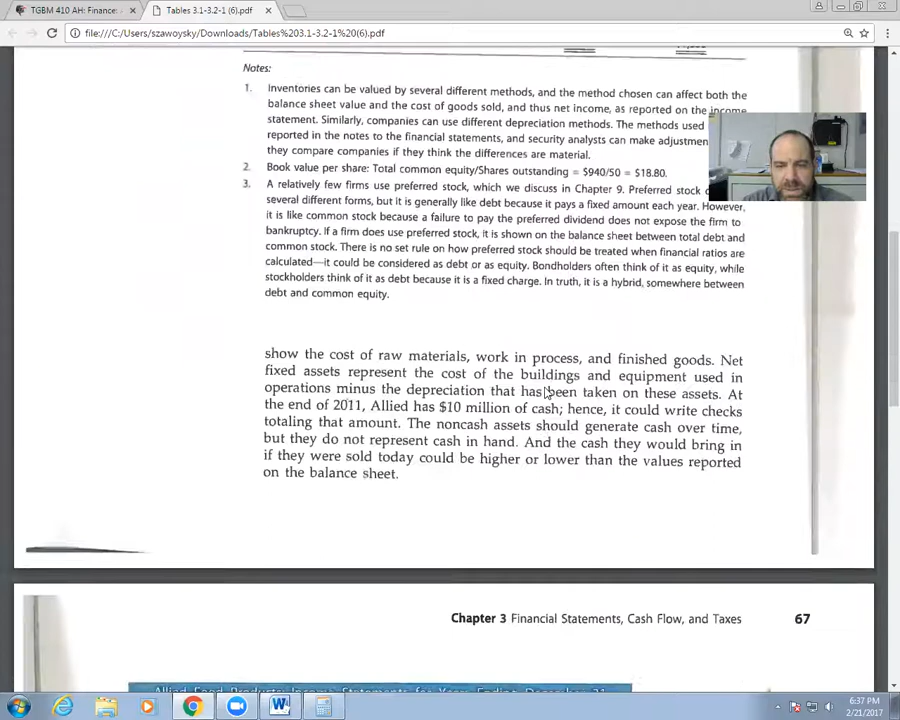 TGBM 410 AH: Finance:
Tables 3.1-3.2-1 (6).pdf
file:///C:/Users/szawoysky/Downloads/Tables%203.1-3.2-1%20(6).pdf
Notes:
1. Inventories can be valued by several different methods, and the method chosen can affect both the
balance sheet value and the cost of goods sold, and thus net income, as reported on the income
statement. Similarly, companies can use different depreciation methods. The methods used
reported in the notes to the financial statements, and security analysts can make adjustmen
they compare companies if they think the differences are material.
2. Book value per share: Total common equity/Shares outstanding = $940/50 = $18.80.
3. A relatively few firms use preferred stock, which we discuss in Chapter 9. Preferred stock
several different forms, but it is generally like debt because it pays a fixed amount each year. However,
it is like common stock because a failure to pay the preferred dividend does not expose the firm to
bankruptcy. If a firm does use preferred stock, it is shown on the balance sheet between total debt and
common stock. There is no set rule on how preferred stock should be treated when financial ratios are
calculated—it could be considered as debt or as equity. Bondholders often think of it as equity, while
stockholders think of it as debt because it is a fixed charge. In truth, it is a hybrid, somewhere between
debt and common equity.
show the cost of raw materials, work in process, and finished goods. Net
fixed assets represent the cost of the buildings and equipment used in
operations minus the depreciation that has been taken on these assets. At
the end of 2011, Allied has $10 million of cash; hence, it could write checks
totaling that amount. The noncash assets should generate cash over time,
but they do not represent cash in hand. And the cash they would bring in
if they were sold today could be higher or lower than the values reported
on the balance sheet.
Chapter 3 Financial Statements, Cash Flow, and Taxes 67
Allied Food Products: Income Statements for Years Ending December 31
6:37 PM
2/21/2017